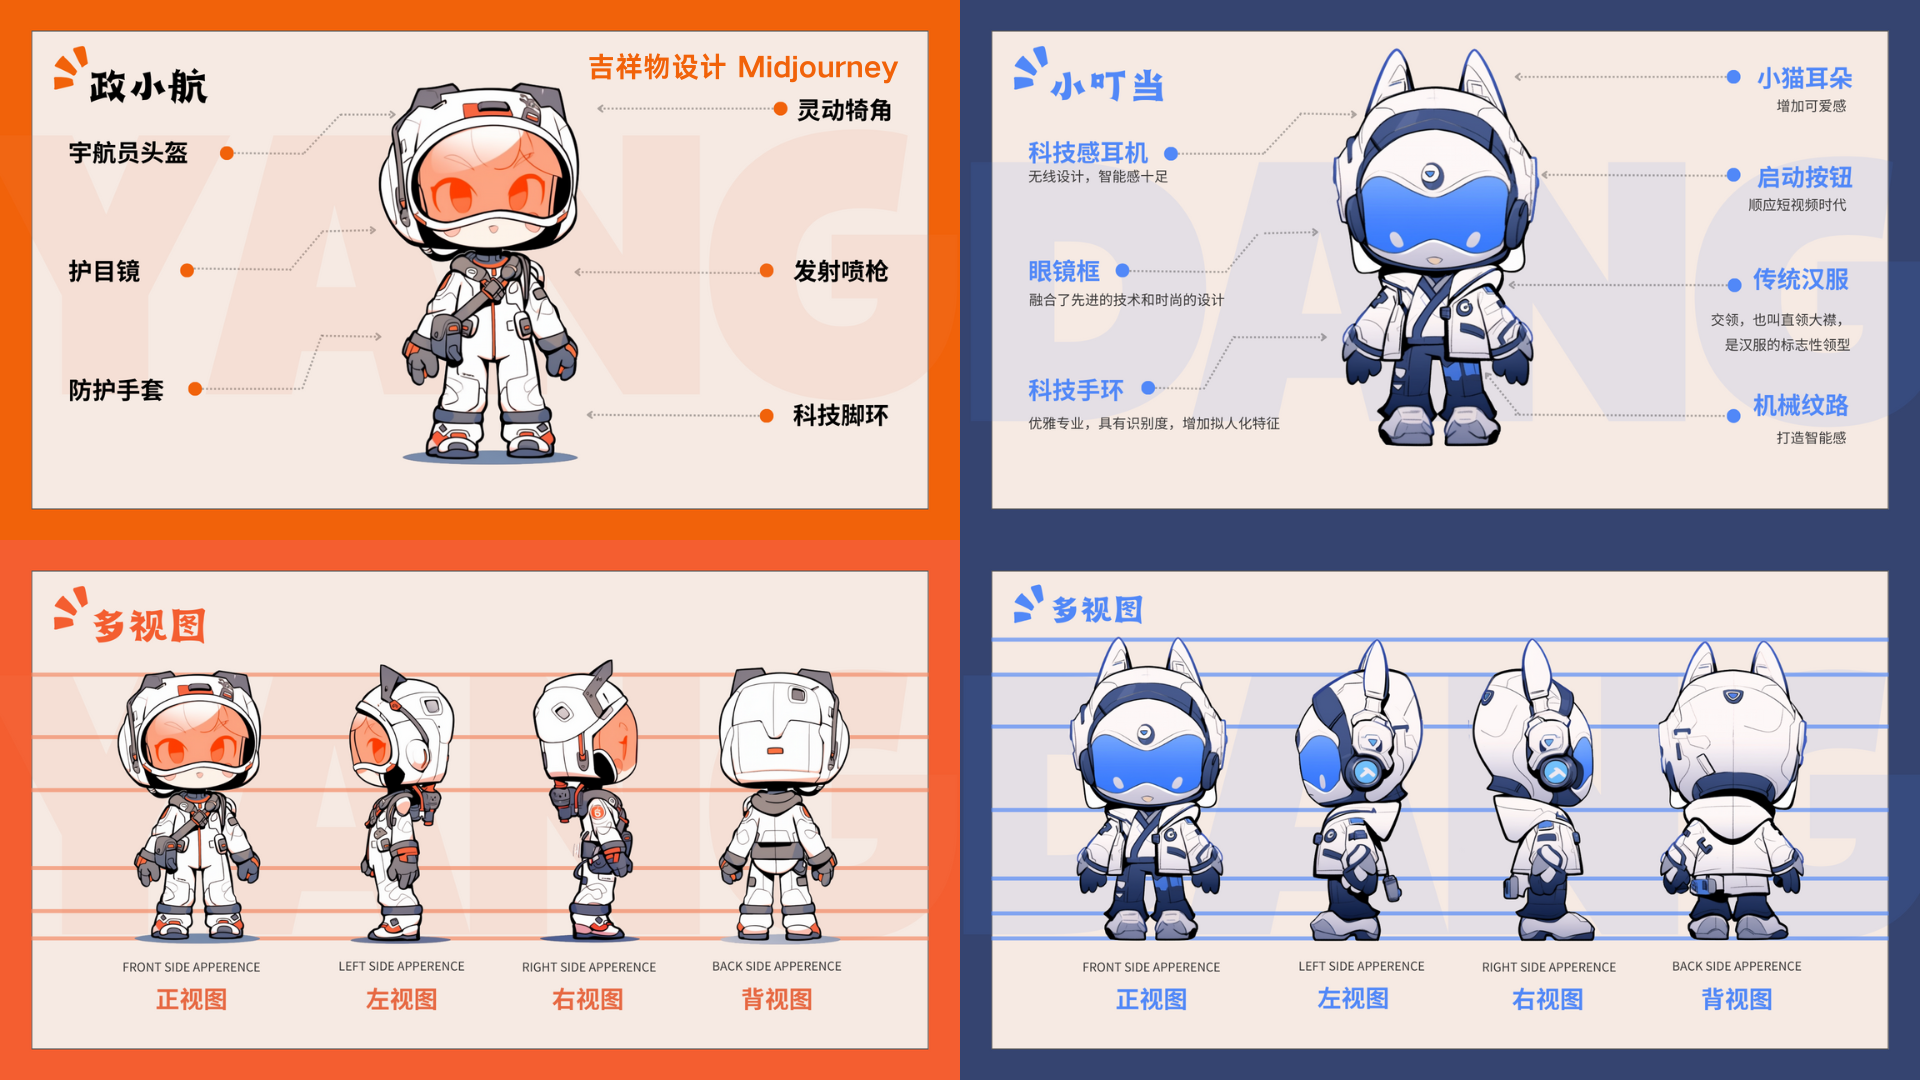 政小航
吉祥物设计 Midjourney
灵动犄角
宇航员头盔
护目镜
发射喷枪
防护手套
科技脚环
YANG
小叮当
小猫耳朵
增加可爱感
科技感耳机
无线设计，智能感十足
启动按钮
顺应短视频时代
眼镜框
融合了先进的技术和时尚的设计
传统汉服
交领，也叫直领大襟，
是汉服的标志性领型
科技手环
优雅专业，具有识别度，增加拟人化特征
机械纹路
打造智能感
DANG
多视图
FRONT SIDE APPERENCE
LEFT SIDE APPERENCE
RIGHT SIDE APPERENCE
BACK SIDE APPERENCE
正视图
左视图
右视图
背视图
YANG
多视图
FRONT SIDE APPERENCE
LEFT SIDE APPERENCE
RIGHT SIDE APPERENCE
BACK SIDE APPERENCE
正视图
左视图
右视图
背视图
DANG